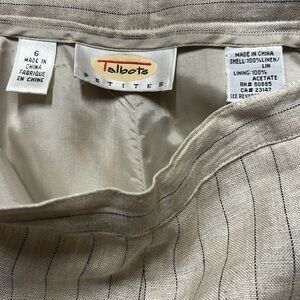 6
MADE IN
CHINA
FABRIQUE
EN CHINE
Talbots
PETITES
MADE IN CHINA
SHELL:100%LINEN/
LIN
LINING:100%
ACETATE
RN# 80885
CA# 23147
SEE REVERSE